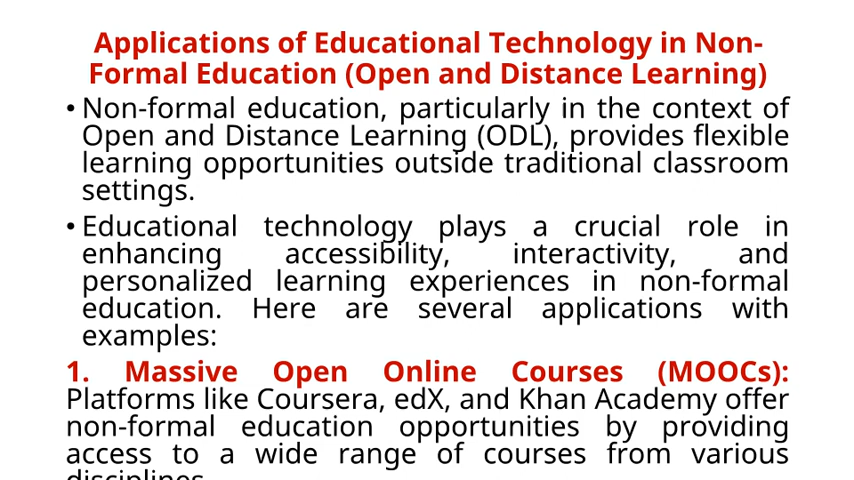 Applications of Educational Technology in Non-
Formal Education (Open and Distance Learning)
• Non-formal education, particularly in the context of
Open and Distance Learning (ODL), provides flexible
learning opportunities outside traditional classroom
settings.
• Educational technology plays a crucial role in
enhancing accessibility, interactivity, and
personalized learning experiences in non-formal
education. Here are several applications with
examples:
1. Massive Open Online Courses (MOOCs):
Platforms like Coursera, edX, and Khan Academy offer
non-formal education opportunities by providing
access to a wide range of courses from various
disciplines.